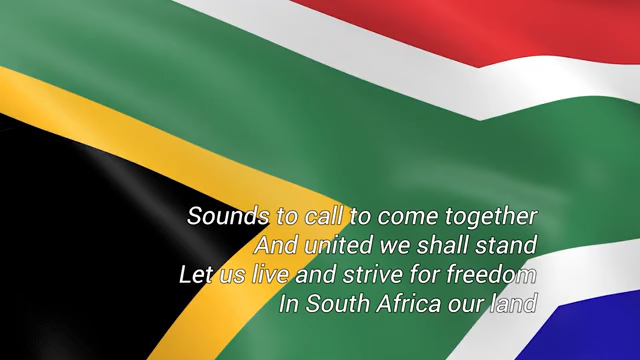 Sounds to call to come together
And united we shall stand
Let us live and strive for freedom
In South Africa our land